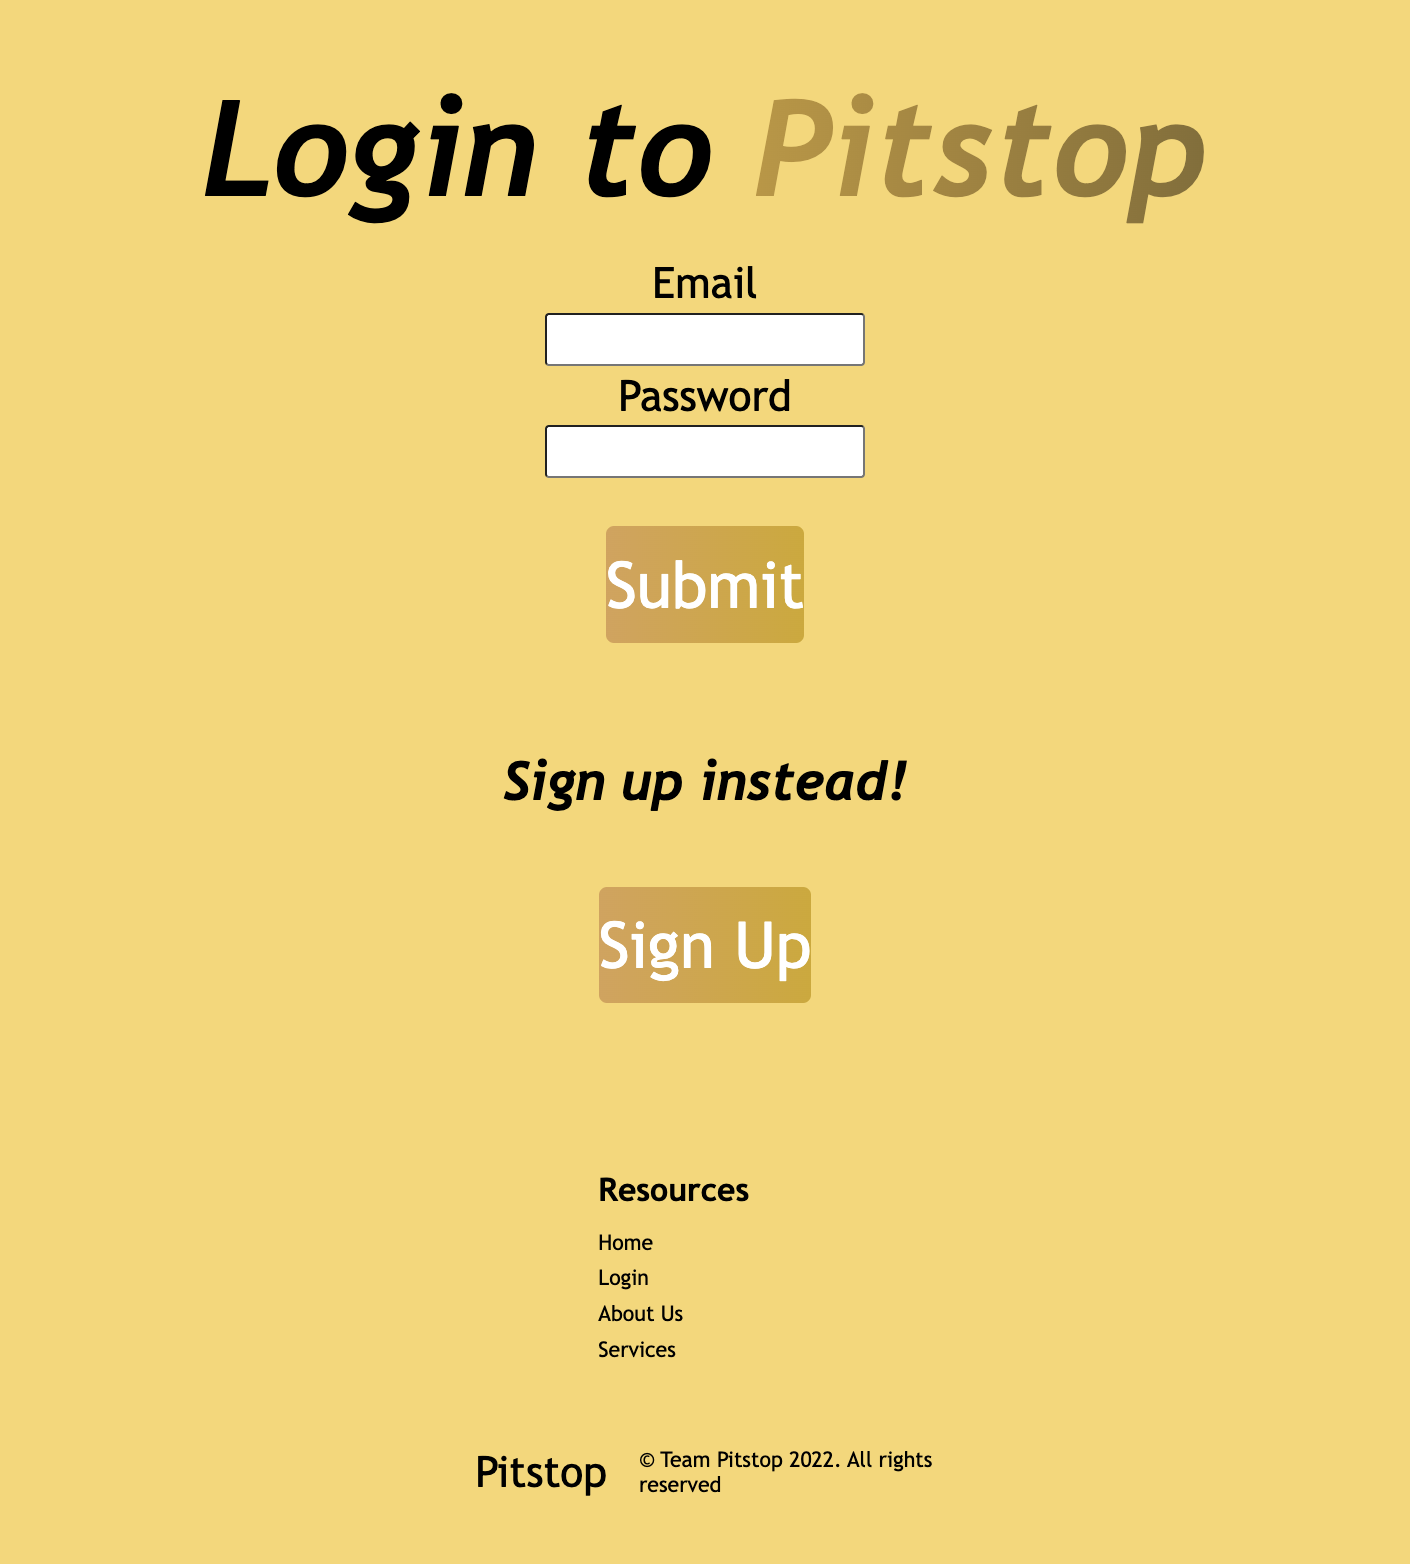 Login to Pitstop
Email
Password
Submit
Sign up instead!
Sign Up
Resources
Home
Login
About Us
Services
Pitstop
© Team Pitstop 2022. All rights
reserved